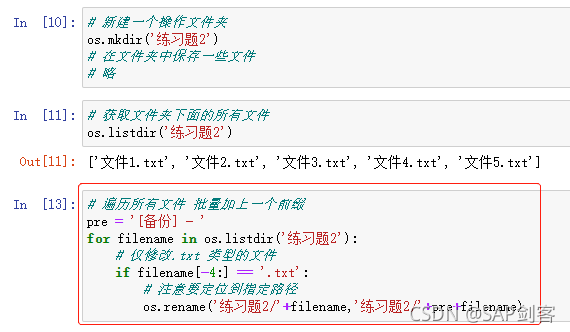 In [10]: # 新建一个操作文件夹
os.mkdir('练习题2')
# 在文件夹中保存一些文件
# 略
In [11]: # 获取文件夹下面的所有文件
os.listdir('练习题2')
Out[11]: ['文件1.txt', '文件2.txt', '文件3.txt', '文件4.txt', '文件5.txt']
In [13]: # 遍历所有文件 批量加上一个前缀
pre = '[备份] - '
for filename in os.listdir('练习题2'):
# 仅修改.txt 类型的文件
if filename[-4:] == '.txt':
# 注意要定位到指定路径
os.rename('练习题2/'+filename,'练习题2/'+pre+filename)
CSDN @SAP剑客